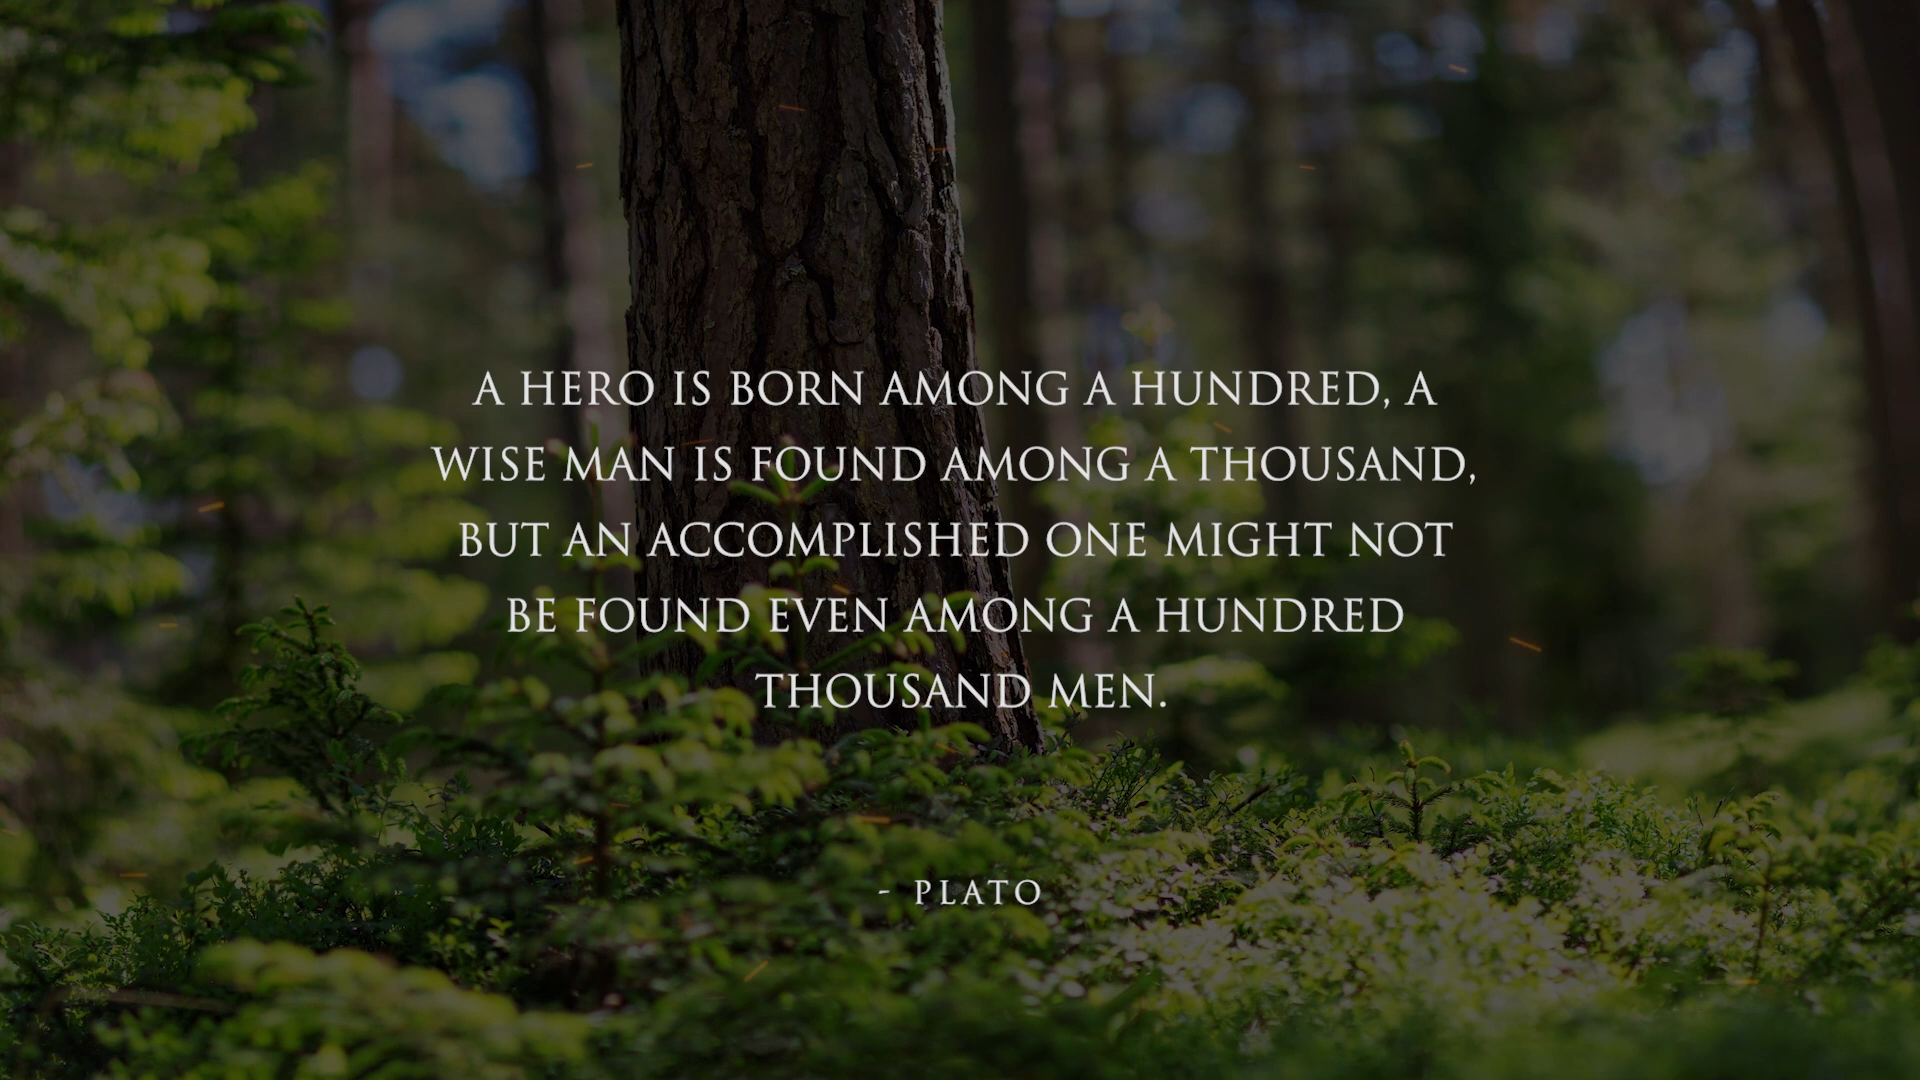 A HERO IS BORN AMONG A HUNDRED, A
WISE MAN IS FOUND AMONG A THOUSAND,
BUT AN ACCOMPLISHED ONE MIGHT NOT
BE FOUND EVEN AMONG A HUNDRED
THOUSAND MEN.
- PLATO